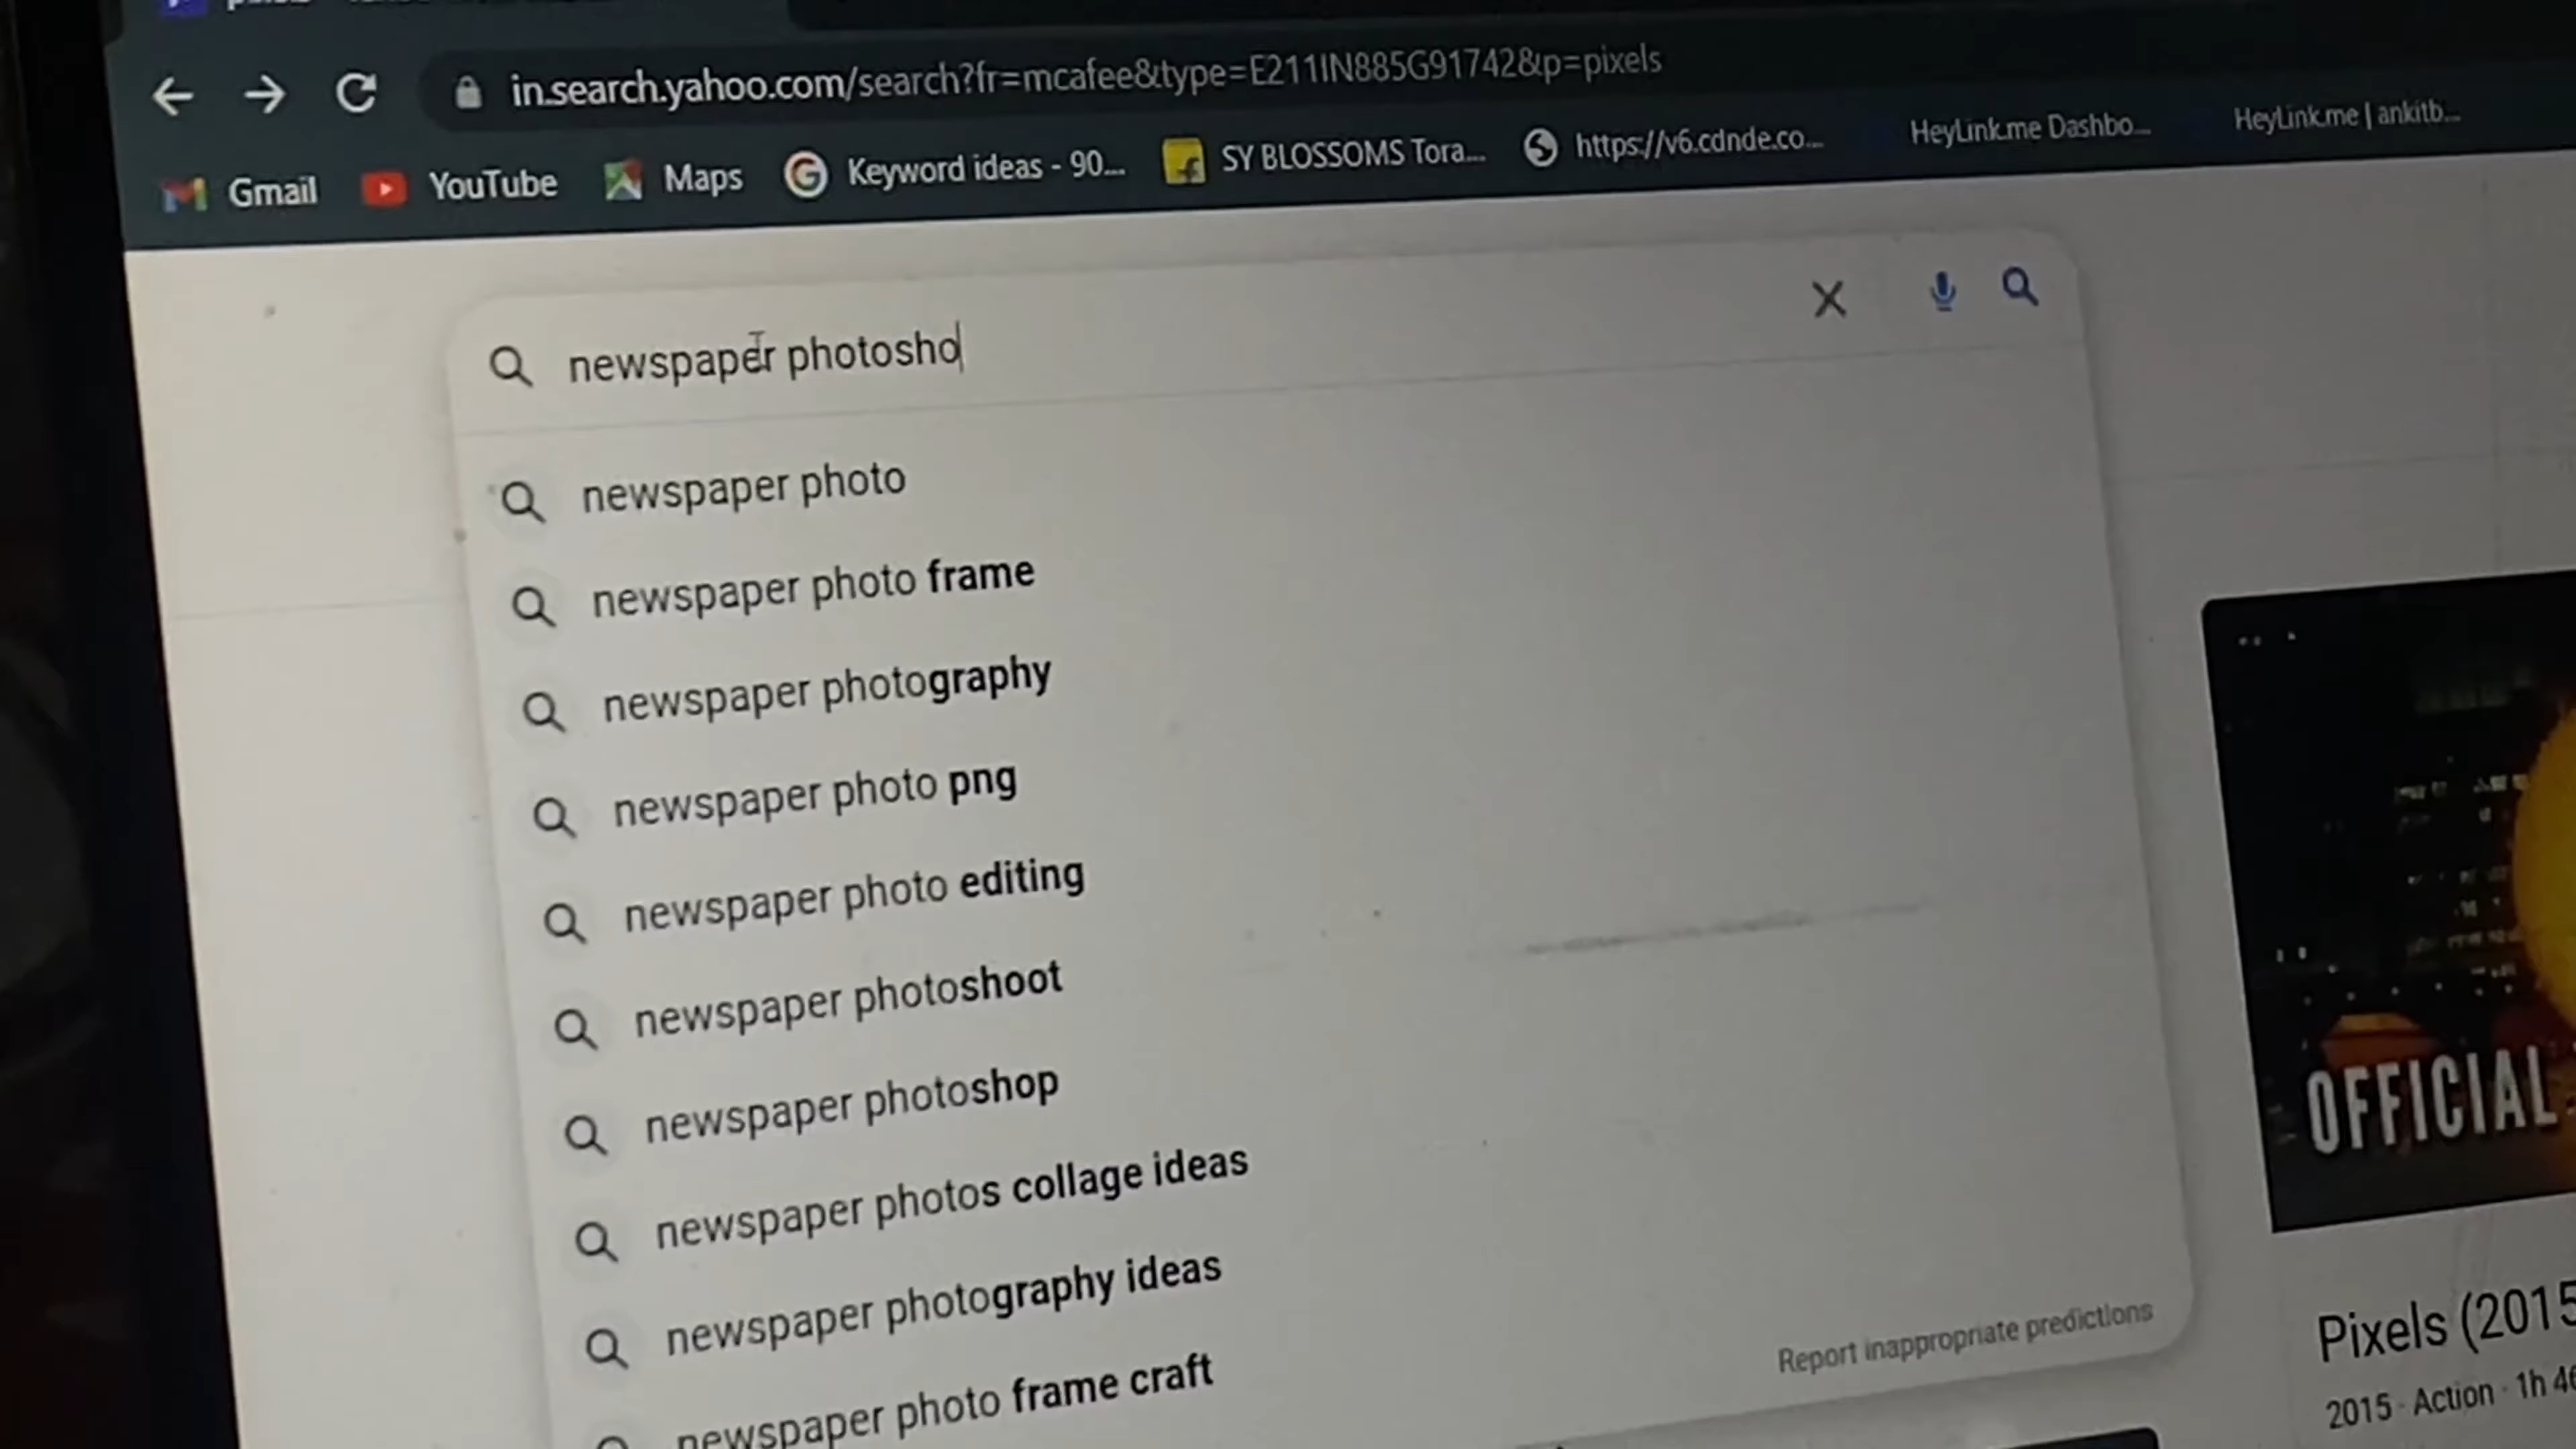 in.search.yahoo.com/search?fr=mcafee&type=E211IN885G91742&p=pixels
Gmail YouTube Maps Keyword ideas - 90... SY BLOSSOMS Tora... https://v6.cdnde.co... HeyLink.me Dashbo... HeyLink.me | ankitb...
newspaper photosho
newspaper photo
newspaper photo frame
newspaper photography
newspaper photo png
newspaper photo editing
newspaper photoshoot
newspaper photoshop
newspaper photos collage ideas
newspaper photography ideas
newspaper photo frame craft
Report inappropriate predictions
OFFICIAL
Pixels (2015
2015 · Action · 1h 46